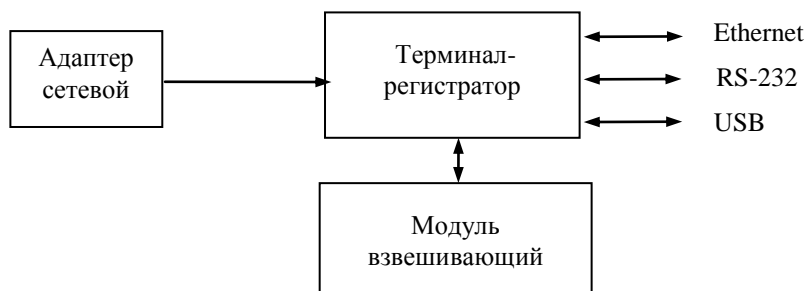 Адаптер
сетевой
Терминал-
регистратор
Ethernet
RS-232
USB
Модуль
взвешивающий